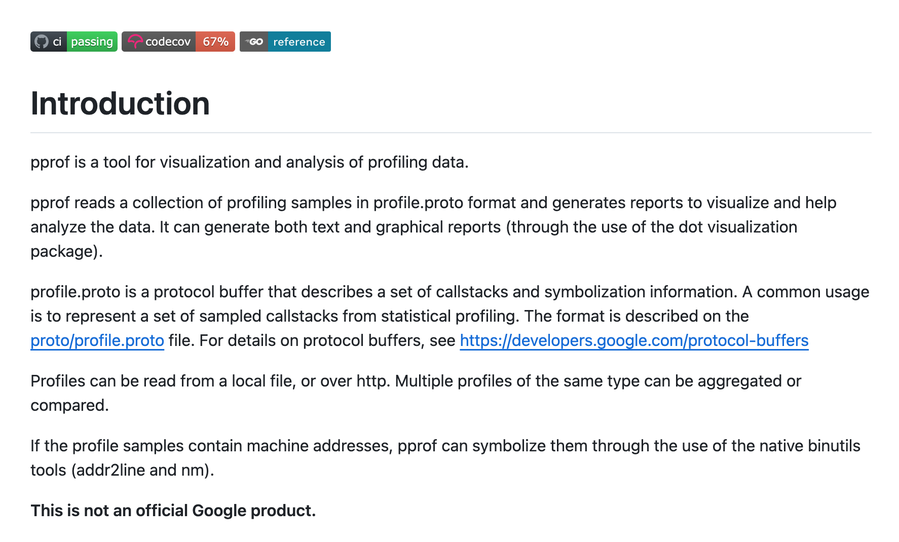 ci passing codecov 67% GO reference
Introduction
pprof is a tool for visualization and analysis of profiling data.
pprof reads a collection of profiling samples in profile.proto format and generates reports to visualize and help
analyze the data. It can generate both text and graphical reports (through the use of the dot visualization
package).
profile.proto is a protocol buffer that describes a set of callstacks and symbolization information. A common usage
is to represent a set of sampled callstacks from statistical profiling. The format is described on the
proto/profile.proto file. For details on protocol buffers, see https://developers.google.com/protocol-buffers
Profiles can be read from a local file, or over http. Multiple profiles of the same type can be aggregated or
compared.
If the profile samples contain machine addresses, pprof can symbolize them through the use of the native binutils
tools (addr2line and nm).
This is not an official Google product.